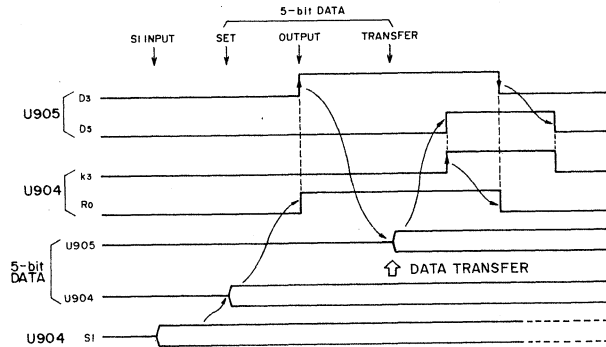 5-bit DATA
SI INPUT SET OUTPUT TRANSFER
U905 D3
D5
U904 k3
R0
5-bit DATA U905
DATA TRANSFER
U904
U904 SI